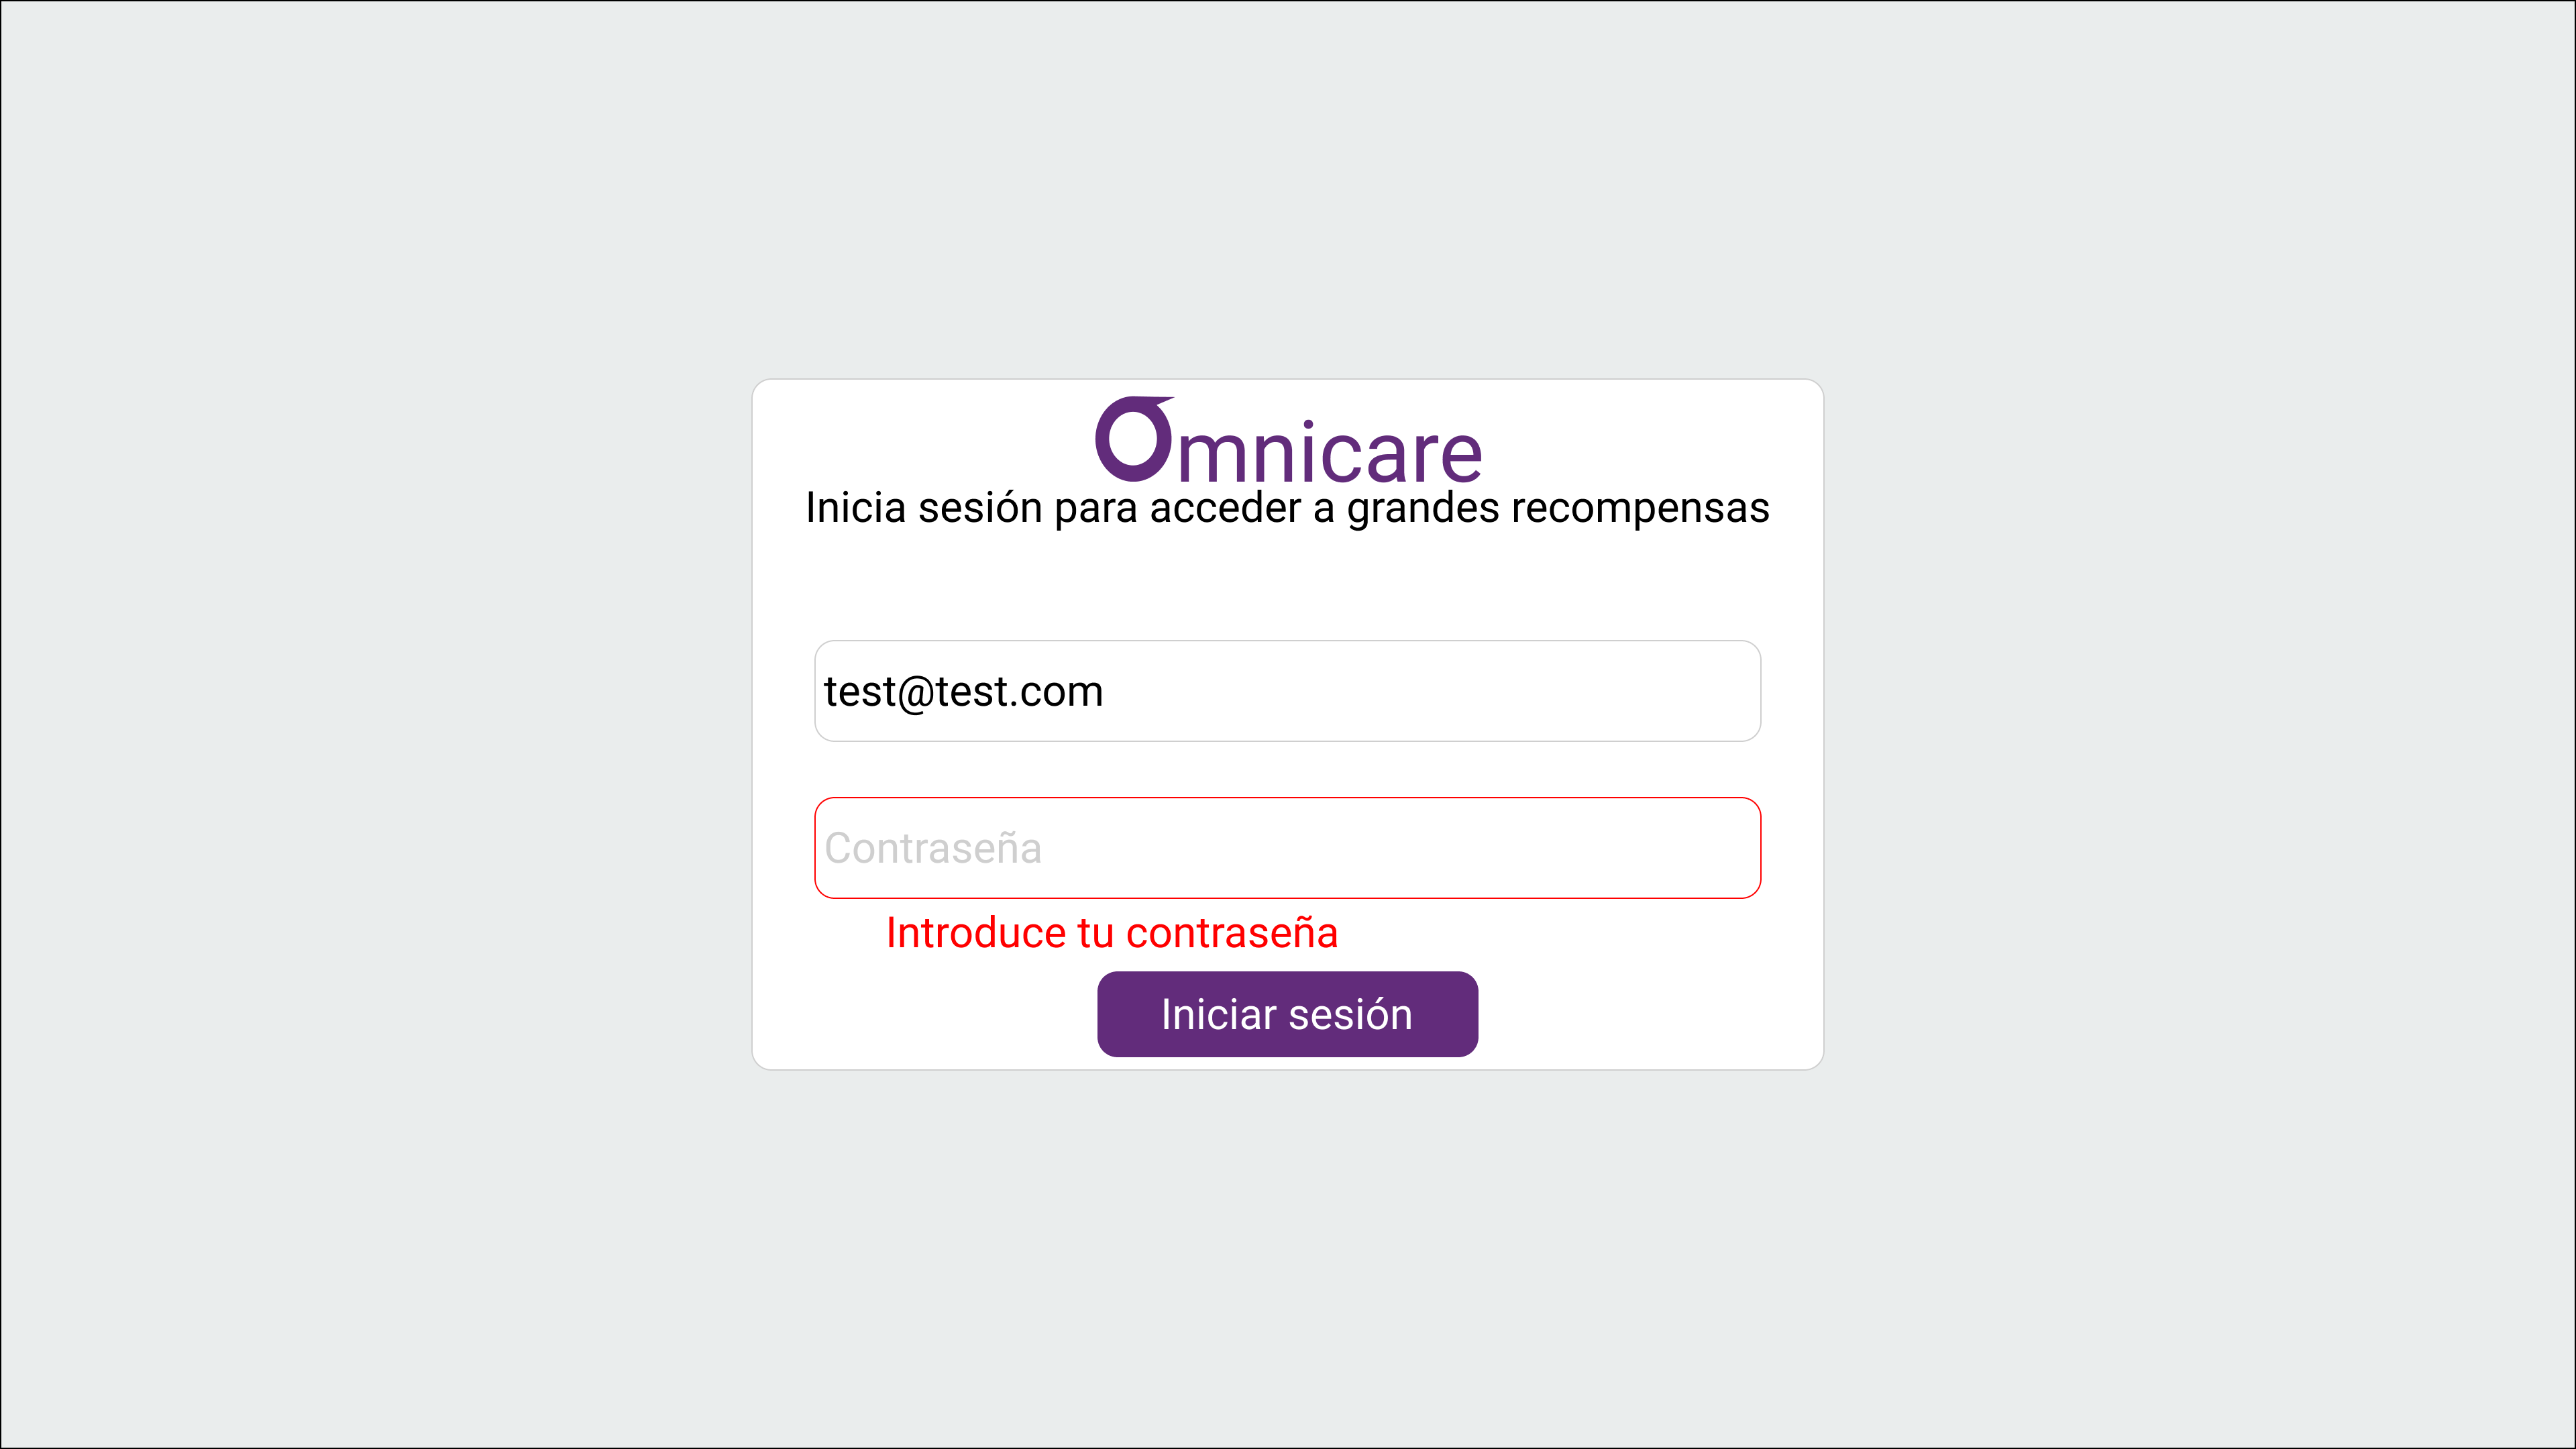 Omnicare
Inicia sesión para acceder a grandes recompensas
test@test.com
Contraseña
Introduce tu contraseña
Iniciar sesión